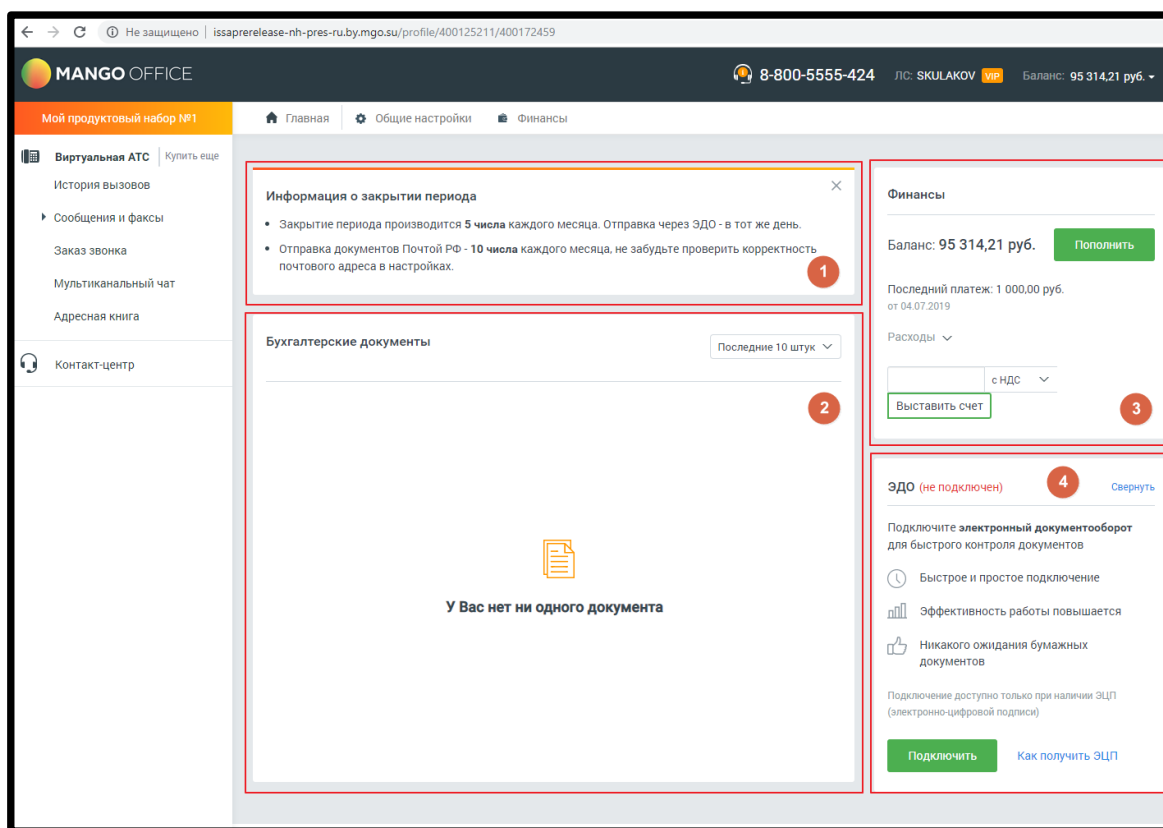 Не защищено | issaprerelease-nh-pres-ru.by.mgo.su/profile/400125211/400172459
MANGO OFFICE
8-800-5555-424 ЛС: SKULAKOV VIP Баланс: 95 314,21 руб.
Мой продуктовый набор №1
Главная Общие настройки Финансы
Виртуальная АТС Купить еще
История вызовов
Сообщения и факсы
Заказ звонка
Мультиканальный чат
Адресная книга
Контакт-центр
Информация о закрытии периода
• Закрытие периода производится 5 числа каждого месяца. Отправка через ЭДО - в тот же день.
• Отправка документов Почтой РФ - 10 числа каждого месяца, не забудьте проверить корректность
почтового адреса в настройках.
1
Бухгалтерские документы
Последние 10 штук
2
У Вас нет ни одного документа
Финансы
Баланс: 95 314,21 руб. Пополнить
Последний платеж: 1 000,00 руб.
от 04.07.2019
Расходы
с НДС
Выставить счет
3
ЭДО (не подключен) 4 Свернуть
Подключите электронный документооборот
для быстрого контроля документов
Быстрое и простое подключение
Эффективность работы повышается
Никакого ожидания бумажных
документов
Подключение доступно только при наличии ЭЦП
(электронно-цифровой подписи)
Подключить Как получить ЭЦП